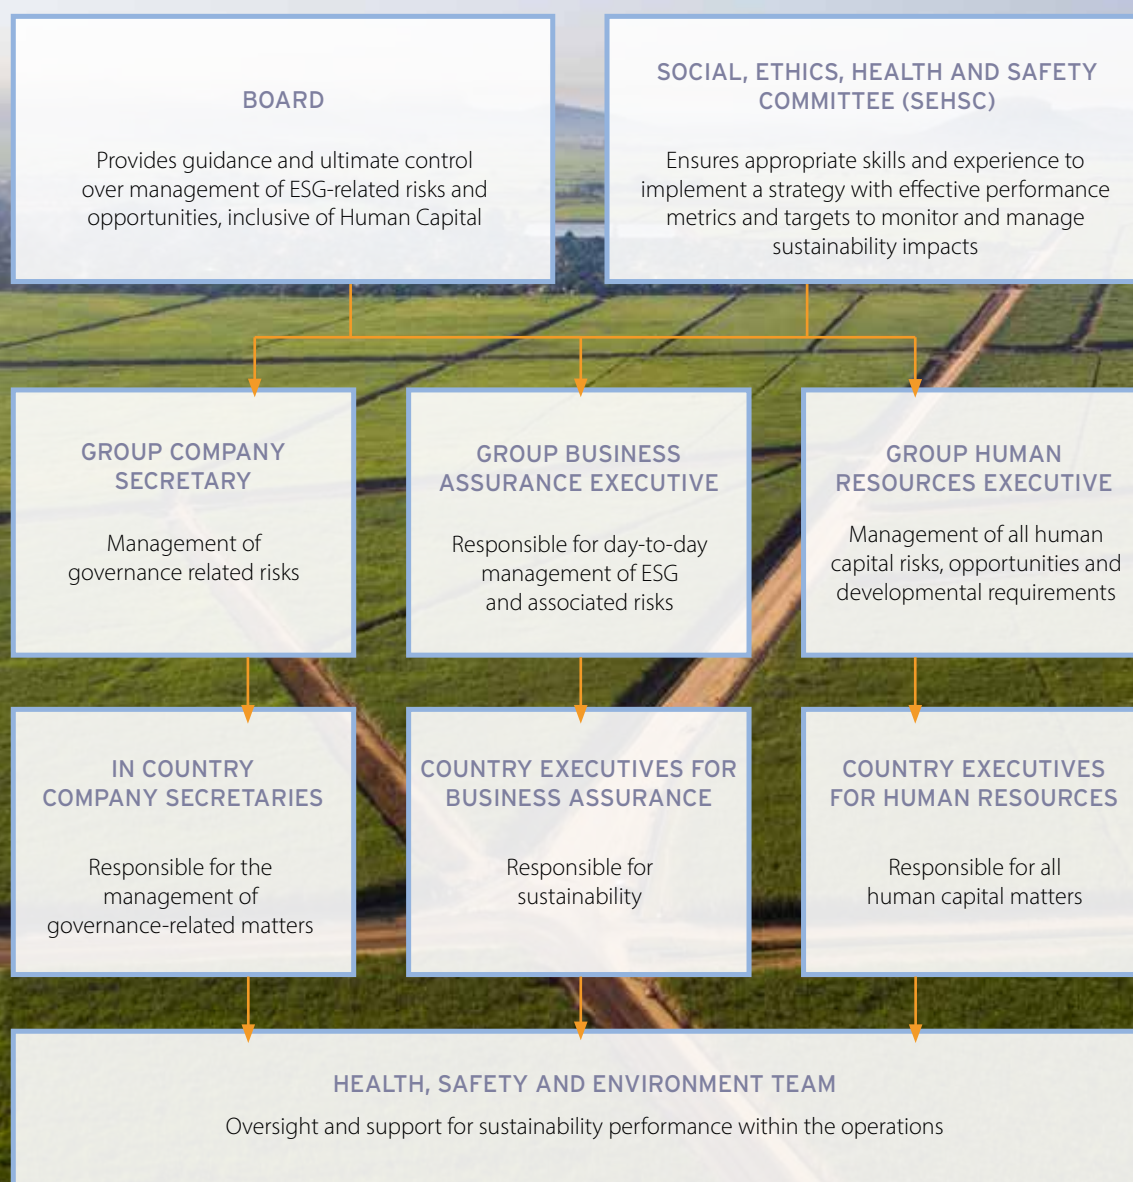 BOARD
Provides guidance and ultimate control
over management of ESG-related risks and
opportunities, inclusive of Human Capital
SOCIAL, ETHICS, HEALTH AND SAFETY
COMMITTEE (SEHSC)
Ensures appropriate skills and experience to
implement a strategy with effective performance
metrics and targets to monitor and manage
sustainability impacts
GROUP COMPANY
SECRETARY
Management of
governance related risks
GROUP BUSINESS
ASSURANCE EXECUTIVE
Responsible for day-to-day
management of ESG
and associated risks
GROUP HUMAN
RESOURCES EXECUTIVE
Management of all human
capital risks, opportunities and
developmental requirements
IN COUNTRY
COMPANY SECRETARIES
Responsible for the
management of
governance-related matters
COUNTRY EXECUTIVES FOR
BUSINESS ASSURANCE
Responsible for
sustainability
COUNTRY EXECUTIVES
FOR HUMAN RESOURCES
Responsible for all
human capital matters
HEALTH, SAFETY AND ENVIRONMENT TEAM
Oversight and support for sustainability performance within the operations